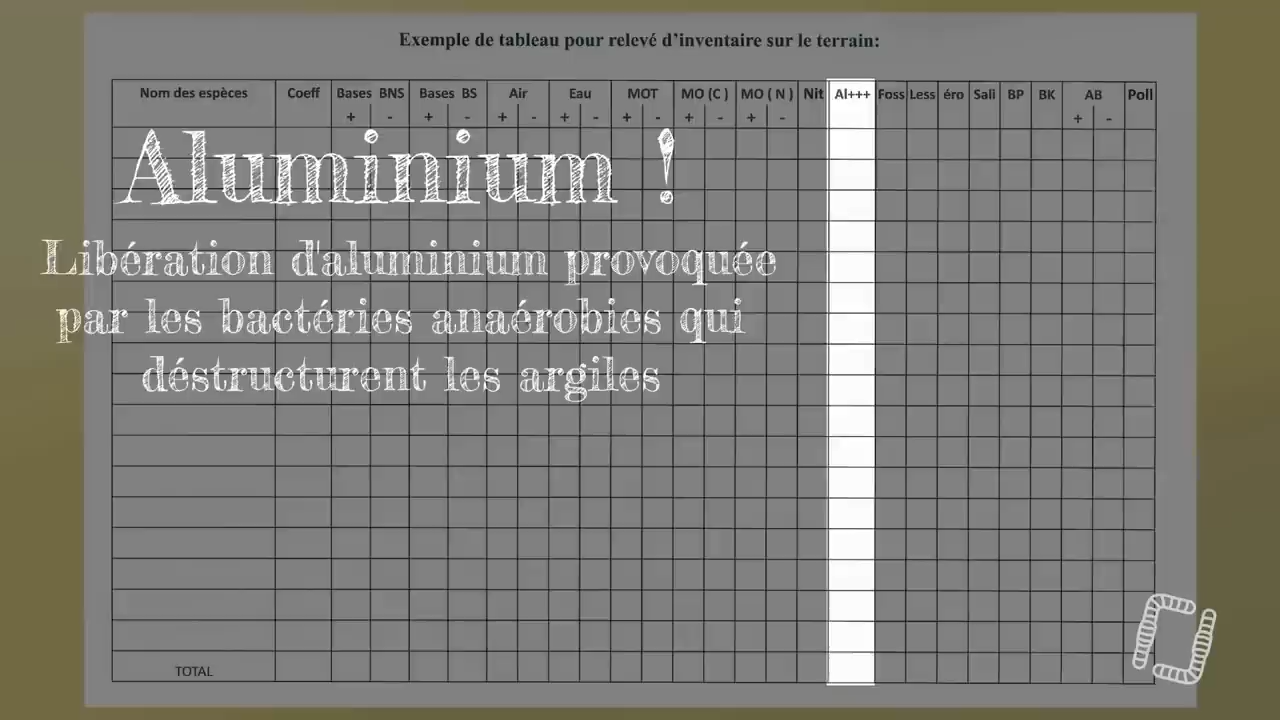 Exemple de tableau pour relevé d'inventaire sur le terrain:
Nom des espèces Coeff Bases BNS Bases BS Air Eau MOT MO (C ) MO ( N ) Nit Al+++ Foss Less éro Sali BP BK AB Poll
+ - + - + - + - + - + - + - + -
Aluminium !
Libération d'aluminium provoquée
par les bactéries anaérobies qui
déstructurent les argiles
TOTAL